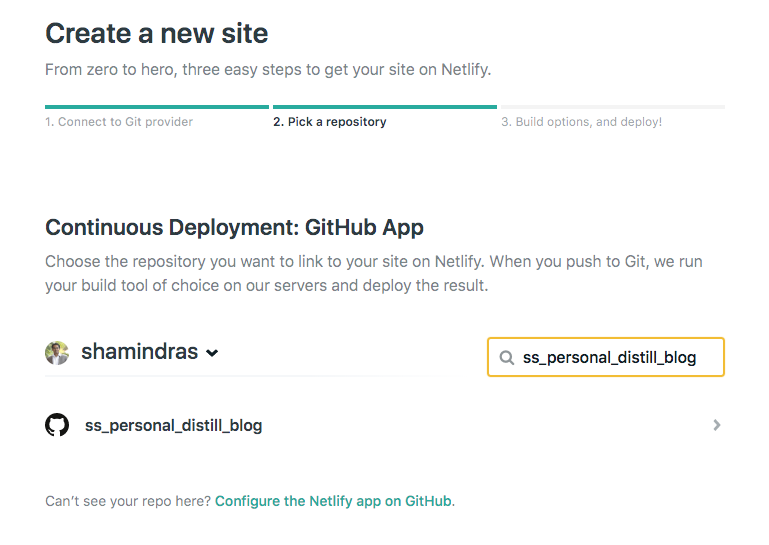 Create a new site
From zero to hero, three easy steps to get your site on Netlify.
1. Connect to Git provider
2. Pick a repository
3. Build options, and deploy!
Continuous Deployment: GitHub App
Choose the repository you want to link to your site on Netlify. When you push to Git, we run
your build tool of choice on our servers and deploy the result.
shamindras
ss_personal_distill_blog
ss_personal_distill_blog
Can’t see your repo here? Configure the Netlify app on GitHub.